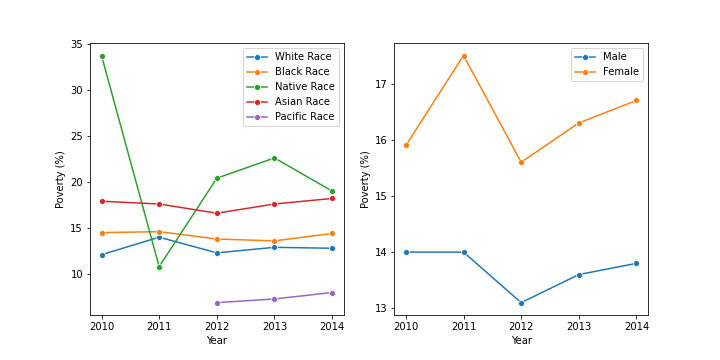 35
30
25
20
15
10
Poverty (%)
2010 2011 2012 2013 2014
Year
White Race
Black Race
Native Race
Asian Race
Pacific Race
17
16
15
14
13
Poverty (%)
2010 2011 2012 2013 2014
Year
Male
Female